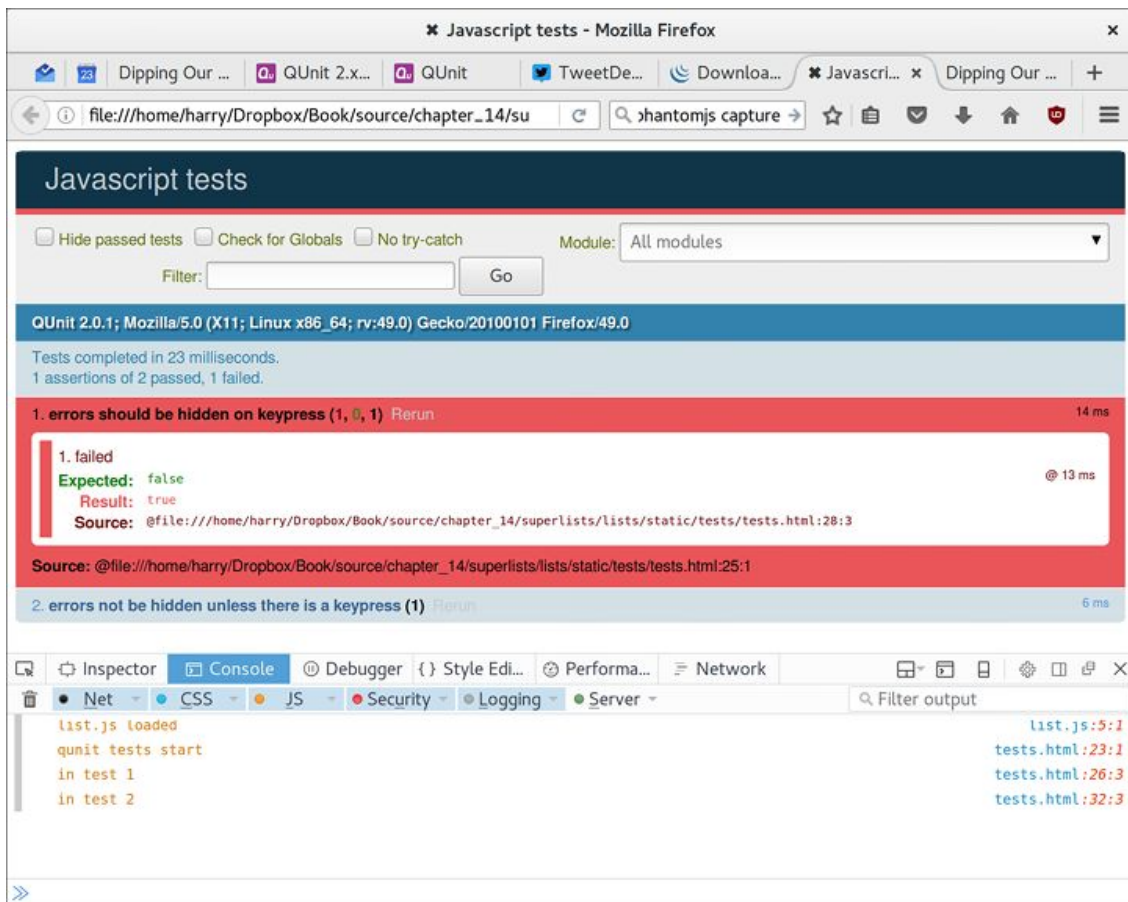 ✖ Javascript tests - Mozilla Firefox ×
23 Dipping Our ... QUnit 2.x... QUnit TweetDe... Downloa... ✖ Javascri... × Dipping Our ... +
file:///home/harry/Dropbox/Book/source/chapter_14/su phantomjs capture
Javascript tests
Hide passed tests Check for Globals No try-catch Module: All modules
Filter: Go
QUnit 2.0.1; Mozilla/5.0 (X11; Linux x86_64; rv:49.0) Gecko/20100101 Firefox/49.0
Tests completed in 23 milliseconds.
1 assertions of 2 passed, 1 failed.
1. errors should be hidden on keypress (1, 0, 1) Rerun 14 ms
1. failed
Expected: false @ 13 ms
Result: true
Source: @file:///home/harry/Dropbox/Book/source/chapter_14/superlists/lists/static/tests/tests.html:28:3
Source: @file:///home/harry/Dropbox/Book/source/chapter_14/superlists/lists/static/tests/tests.html:25:1
2. errors not be hidden unless there is a keypress (1) Rerun 6 ms
Inspector Console Debugger {} Style Edi... Performa... Network
Net CSS JS Security Logging Server Filter output
list.js loaded list.js:5:1
qunit tests start tests.html:23:1
in test 1 tests.html:26:3
in test 2 tests.html:32:3